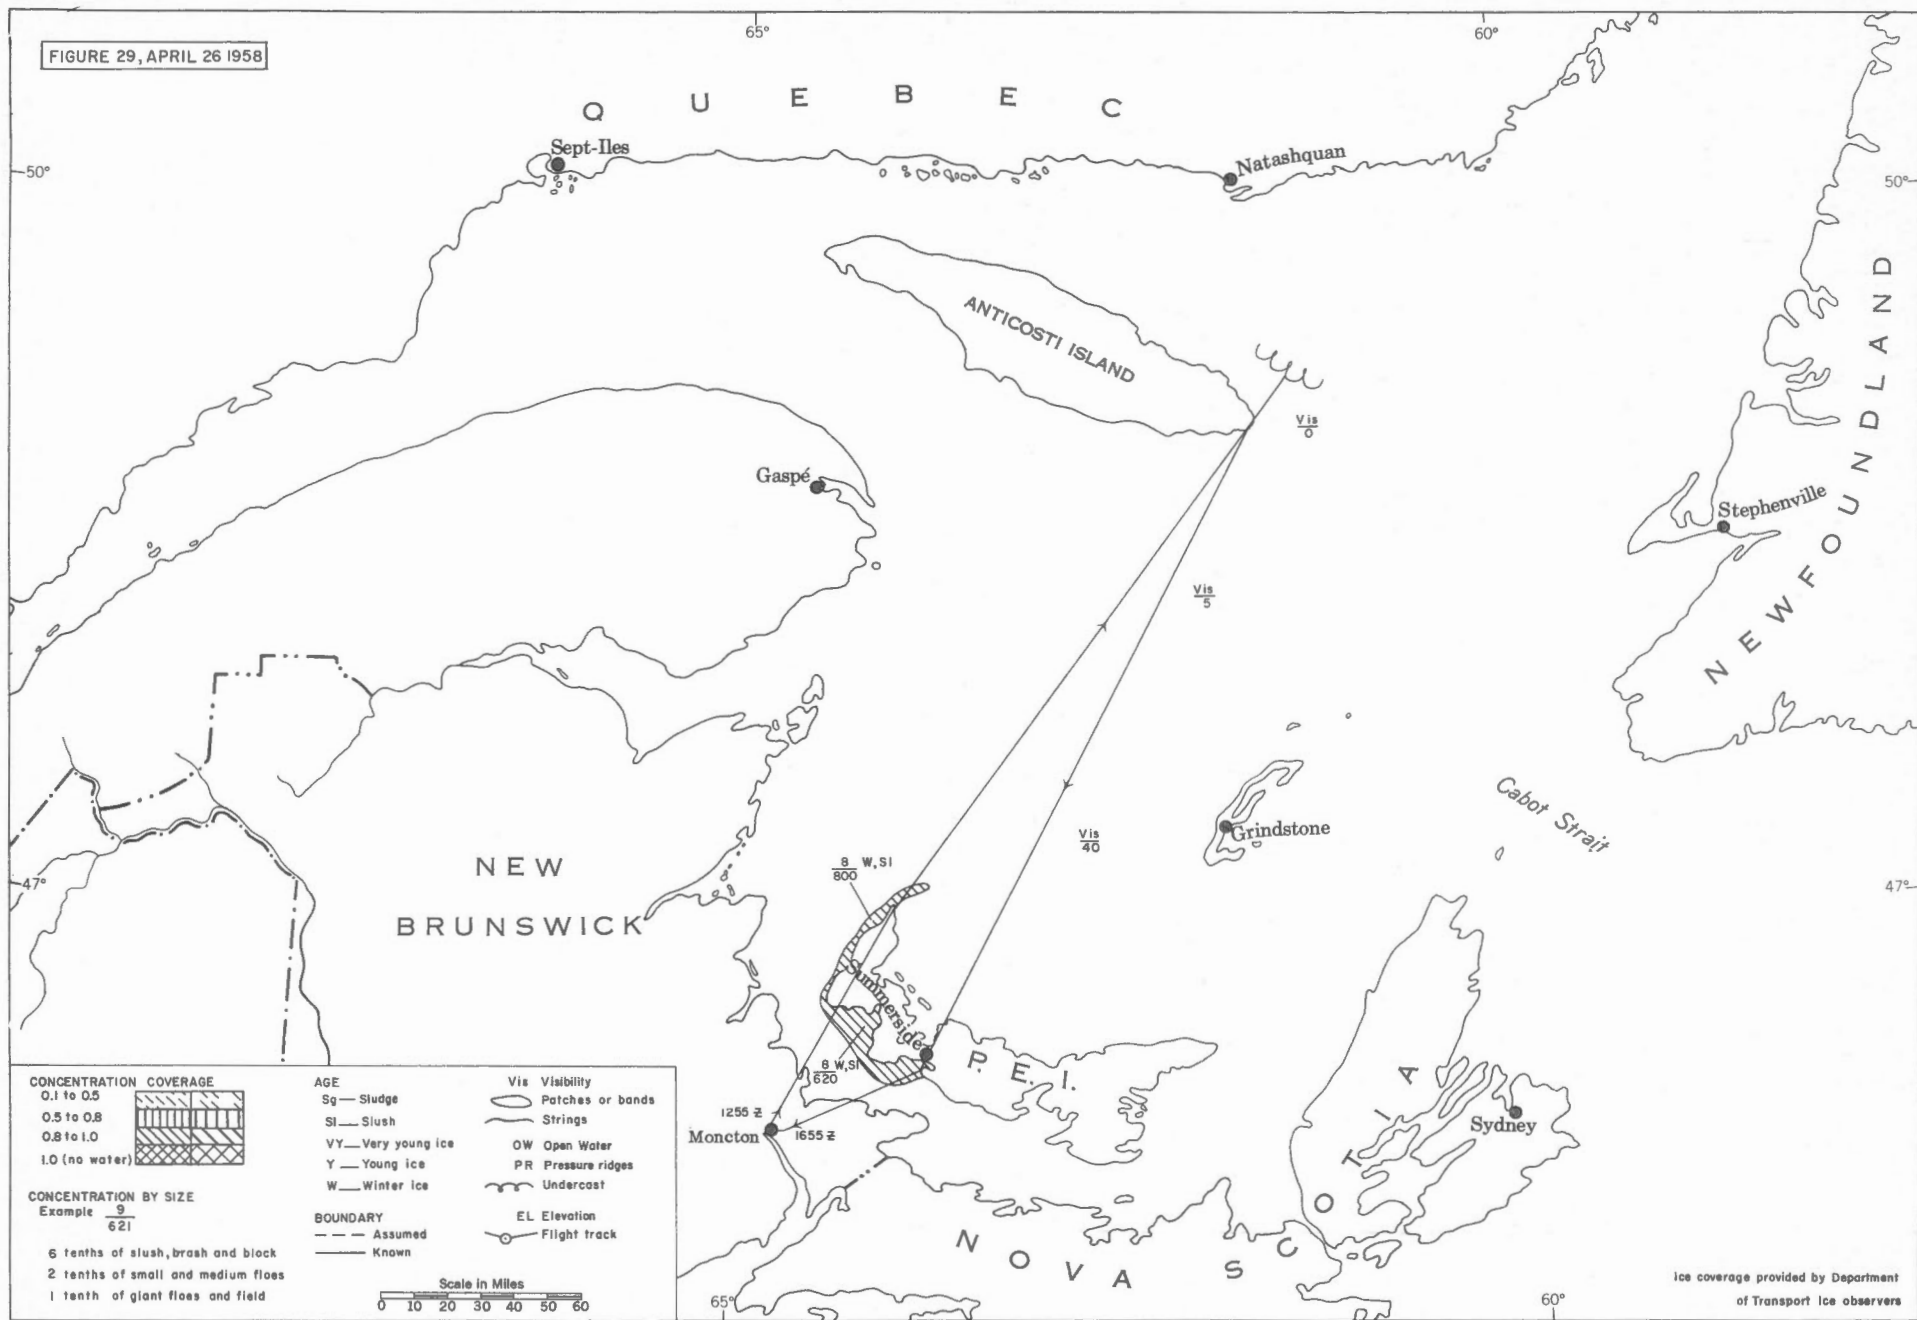 FIGURE 29, APRIL 26 1958
65°
60°
QUEBEC
Sept-Iles
Natashquan
50°
50°
ANTICOSTI ISLAND
NEWFOUNDLAND
Vis
0
Gaspé
Stephenville
Vis
5
Cabot Strait
Grindstone
Vis
40
NEW
BRUNSWICK
8 W, SI
800
47°
47°
Summerside
8 W, SI
620
P. E. I.
1255 Z
Moncton
1655 Z
Sydney
NOVA SCOTIA
CONCENTRATION COVERAGE
0.1 to 0.5
0.5 to 0.8
0.8 to 1.0
1.0 (no water)
CONCENTRATION BY SIZE
Example 9
621
6 tenths of slush, brash and block
2 tenths of small and medium floes
1 tenth of giant floes and field
AGE
Sg — Sludge
SI — Slush
VY — Very young ice
Y — Young ice
W — Winter ice
BOUNDARY
Assumed
Known
Vis Visibility
Patches or bands
Strings
OW Open Water
PR Pressure ridges
Undercast
EL Elevation
Flight track
Scale in Miles
0 10 20 30 40 50 60
65°
60°
Ice coverage provided by Department
of Transport Ice observers